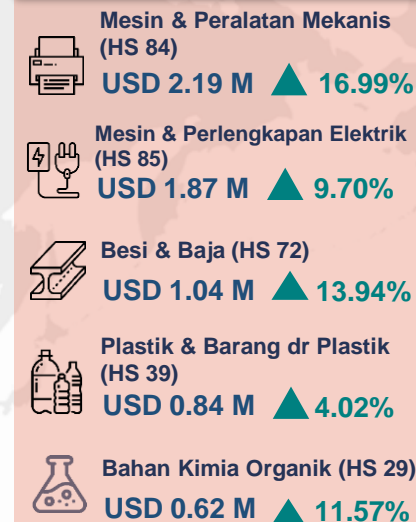 Mesin & Peralatan Mekanis
(HS 84)
USD 2.19 M 16.99%
Mesin & Perlengkapan Elektrik
(HS 85)
USD 1.87 M 9.70%
Besi & Baja (HS 72)
USD 1.04 M 13.94%
Plastik & Barang dr Plastik
(HS 39)
USD 0.84 M 4.02%
Bahan Kimia Organik (HS 29)
USD 0.62 M 11.57%